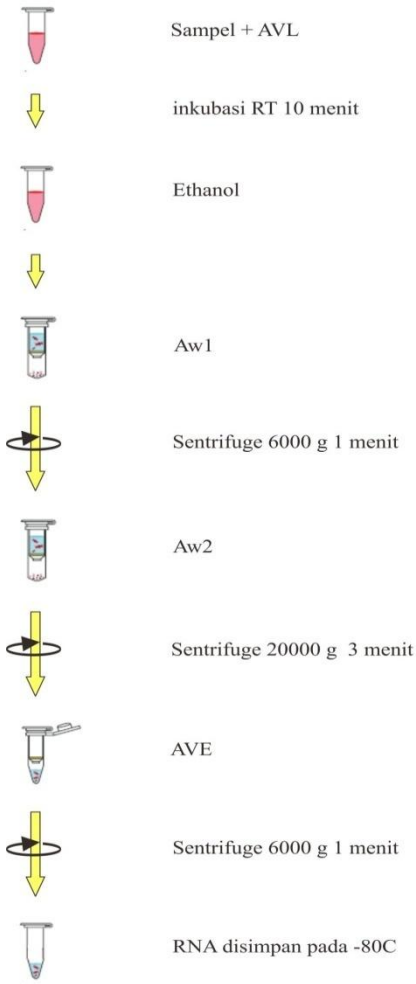 Sampel + AVL
inkubasi RT 10 menit
Ethanol
Aw1
Sentrifuge 6000 g 1 menit
Aw2
Sentrifuge 20000 g 3 menit
AVE
Sentrifuge 6000 g 1 menit
RNA disimpan pada -80C